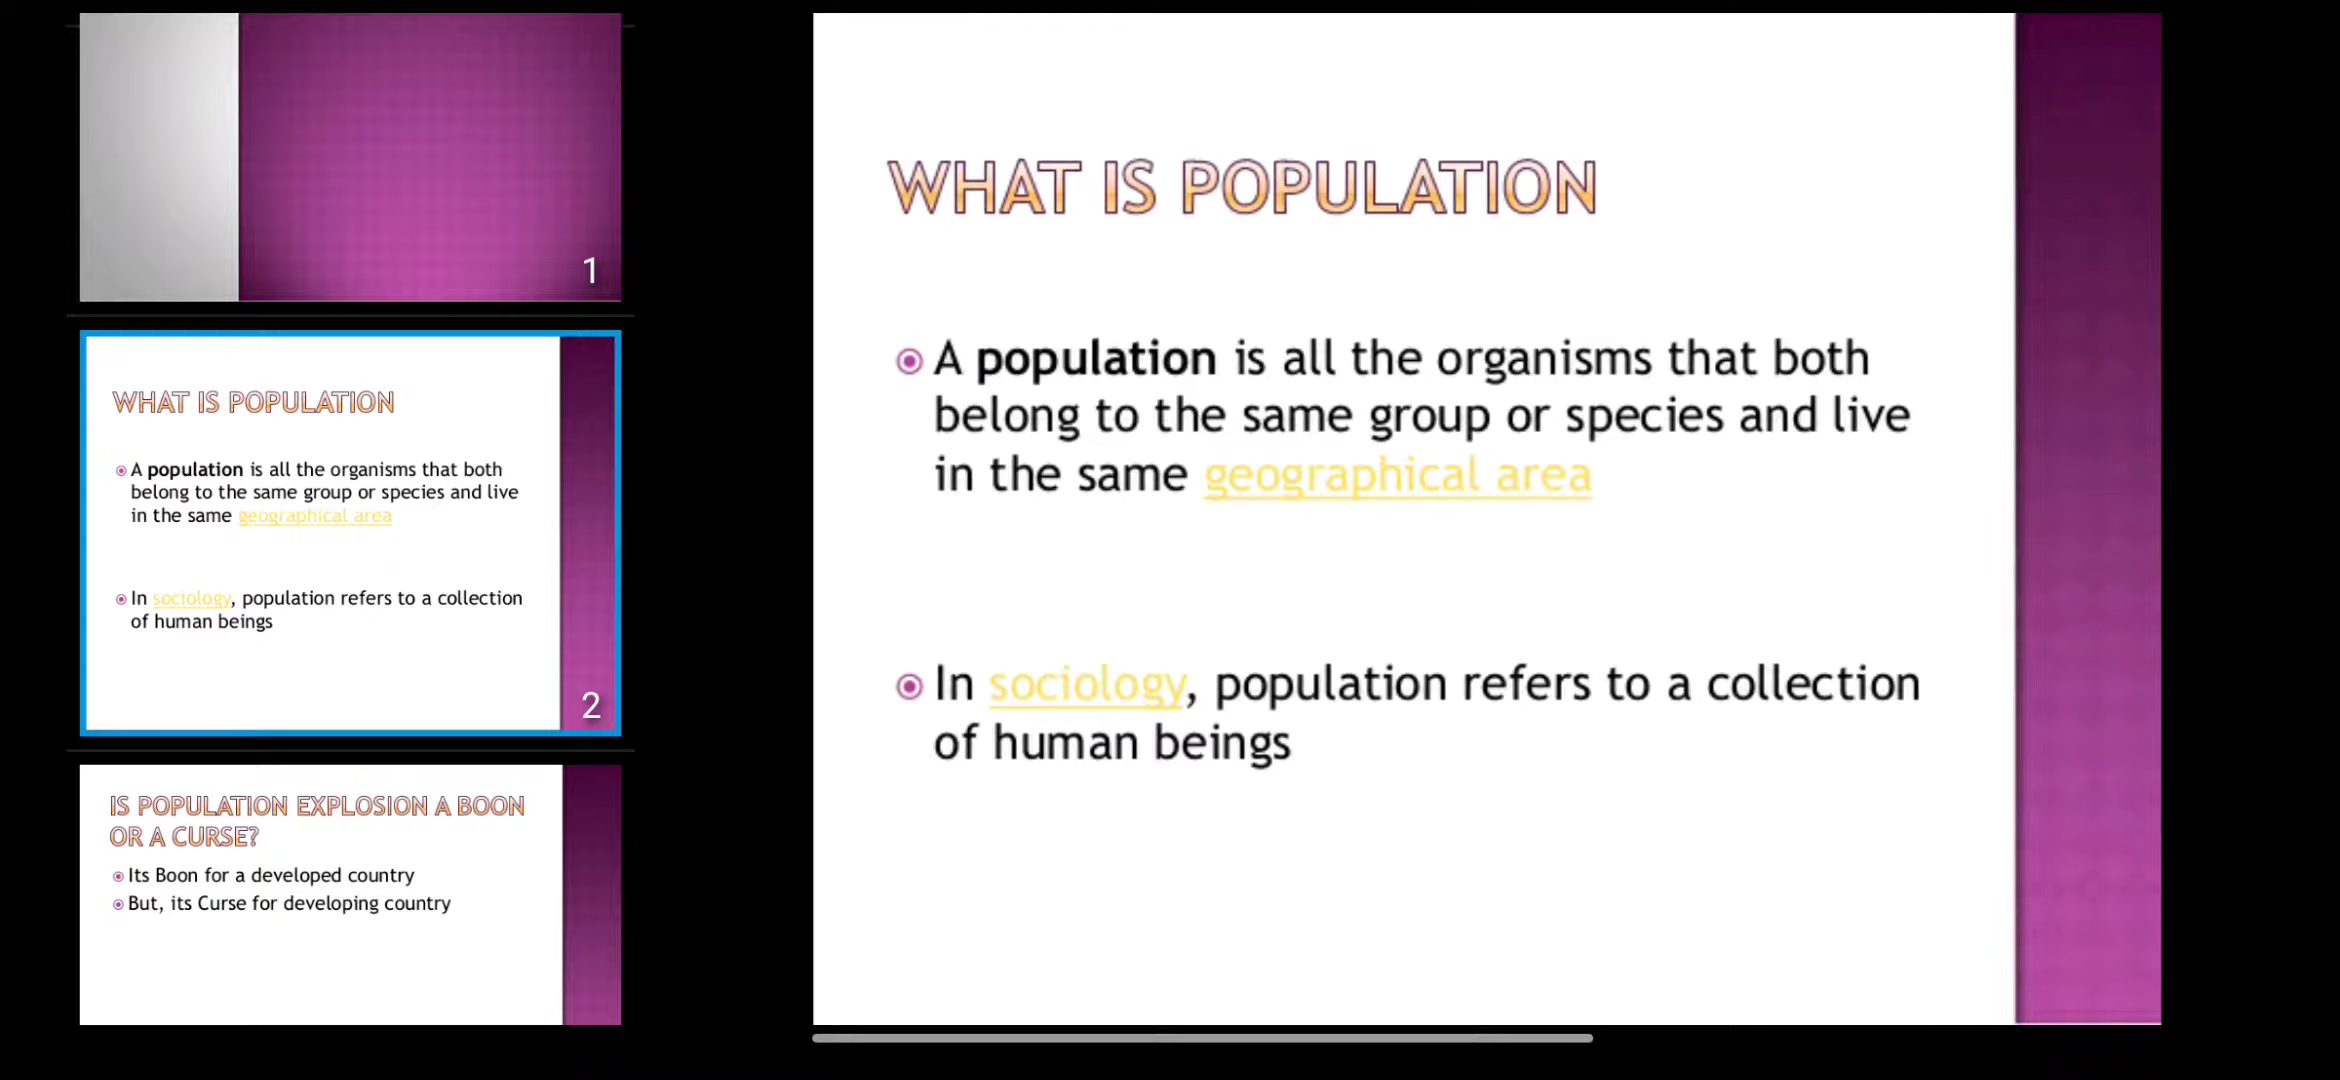 1
WHAT IS POPULATION
A population is all the organisms that both
belong to the same group or species and live
in the same geographical area
In sociology, population refers to a collection
of human beings
2
IS POPULATION EXPLOSION A BOON
OR A CURSE?
Its Boon for a developed country
But, its Curse for developing country
WHAT IS POPULATION
A population is all the organisms that both
belong to the same group or species and live
in the same geographical area
In sociology, population refers to a collection
of human beings